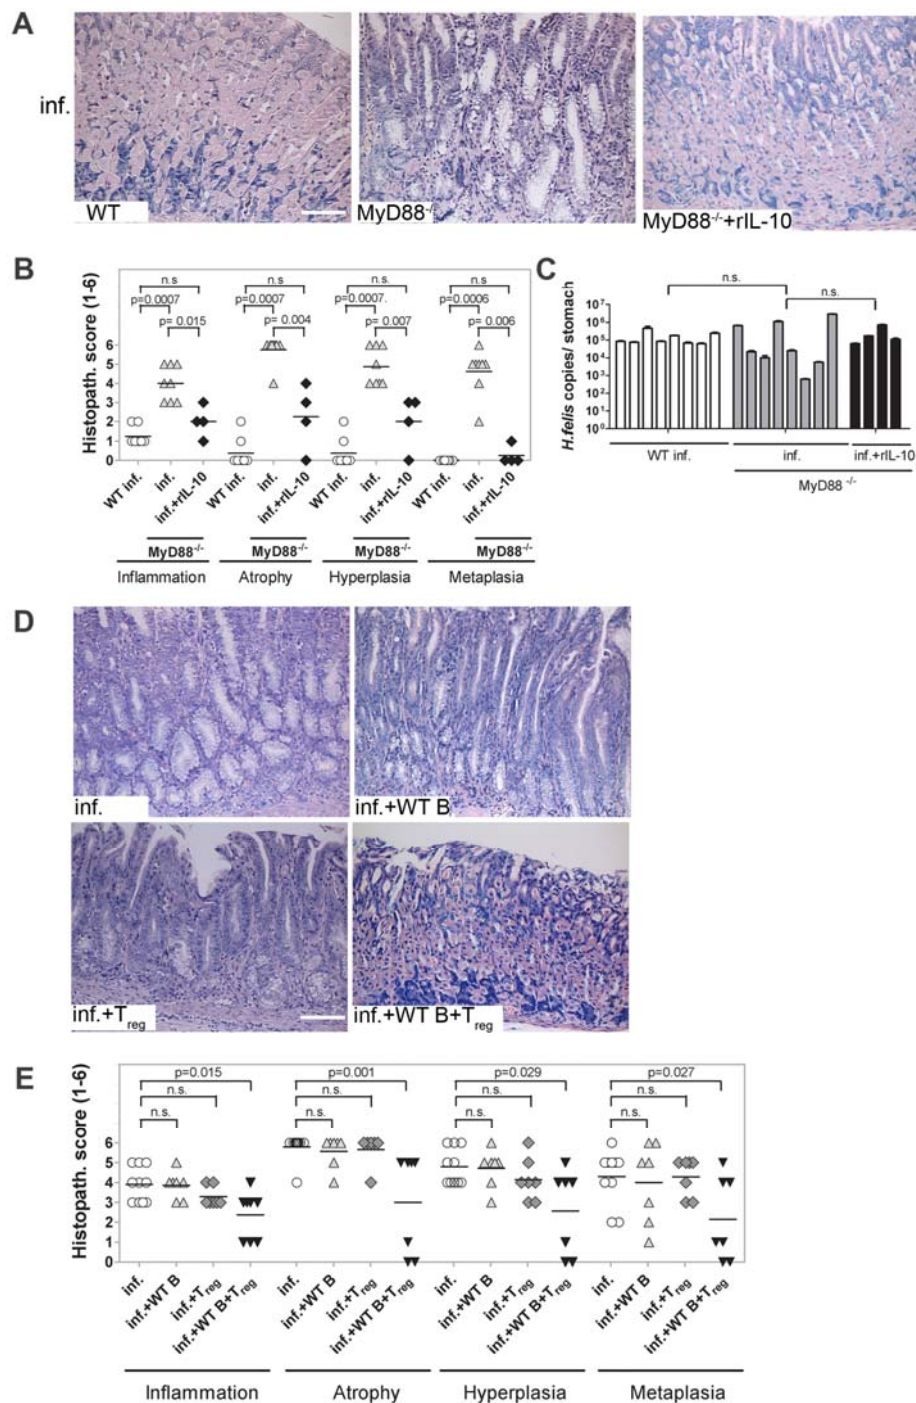 A
inf.
WT
MyD88-/-
MyD88-/-+rIL-10
B
Histopath. score (1-6)
n.s n.s n.s. n.s
p=0.0007 p=0.0007 p=0.0007. p=0.0006
p= 0.015 p= 0.004 p= 0.007 p= 0.006
6
5
4
3
2
1
0
WT inf. inf. inf.+rIL-10 WT inf. inf. inf.+rIL-10 WT inf. inf. inf.+rIL-10 WT inf. inf. inf.+rIL-10
MyD88-/- MyD88-/- MyD88-/- MyD88-/-
Inflammation Atrophy Hyperplasia Metaplasia
C
H.felis copies/ stomach
n.s.
n.s.
10^7
10^6
10^5
10^4
10^3
10^2
10^1
10^0
WT inf. inf. inf.+rIL-10
MyD88 -/-
D
inf.
inf.+WT B
inf.+Treg
inf.+WT B+Treg
E
Histopath. score (1-6)
p=0.015 p=0.001 p=0.029 p=0.027
n.s. n.s. n.s. n.s.
n.s. n.s. n.s. n.s.
6
5
4
3
2
1
0
inf. inf.+WT B inf.+Treg inf.+WT B+Treg inf. inf.+WT B inf.+Treg inf.+WT B+Treg inf. inf.+WT B inf.+Treg inf.+WT B+Treg inf. inf.+WT B inf.+Treg inf.+WT B+Treg
Inflammation Atrophy Hyperplasia Metaplasia